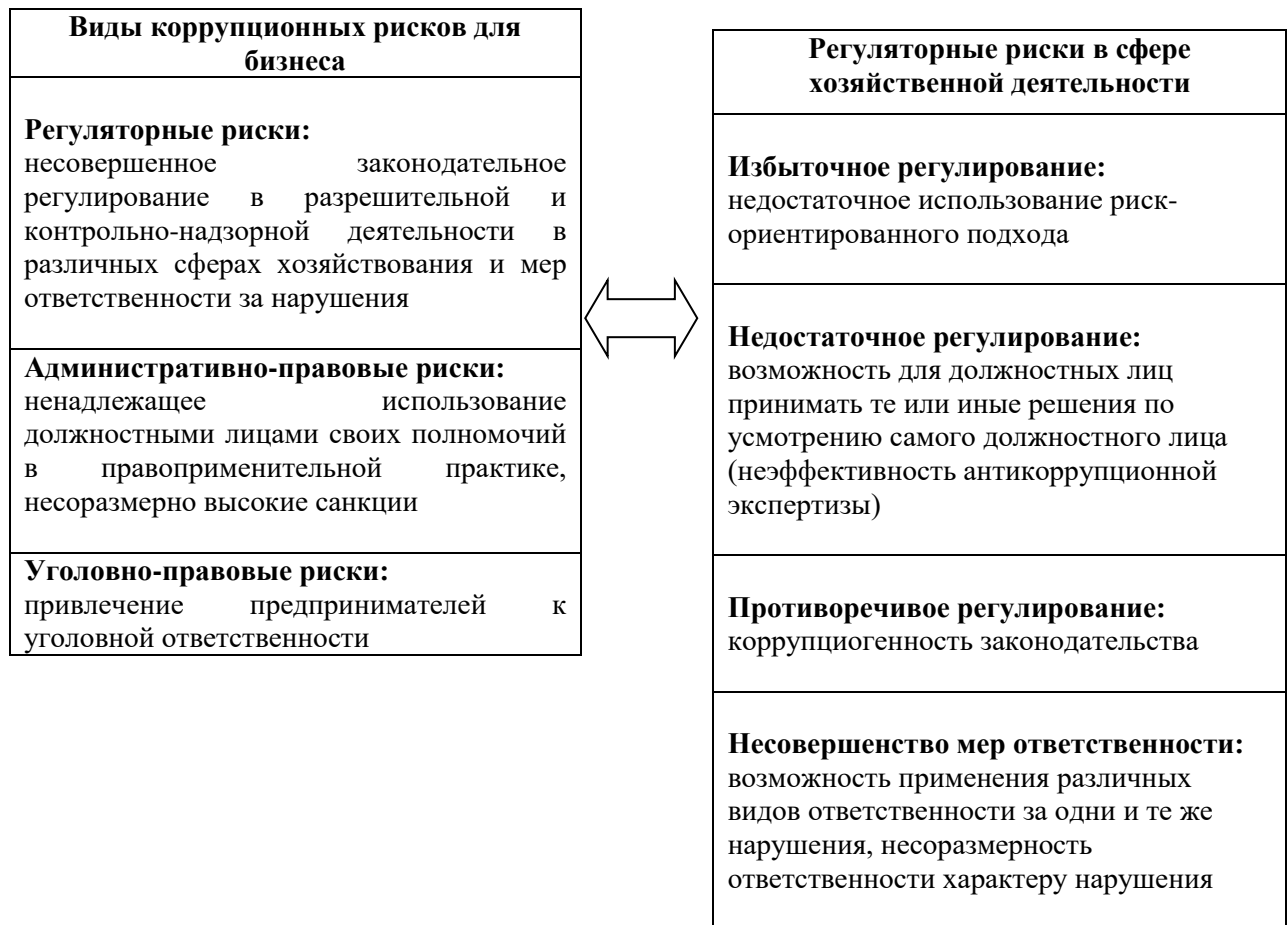 Виды коррупционных рисков для
бизнеса
Регуляторные риски:
несовершенное законодательное
регулирование в разрешительной и
контрольно-надзорной деятельности в
различных сферах хозяйствования и мер
ответственности за нарушения
Административно-правовые риски:
ненадлежащее использование
должностными лицами своих полномочий
в правоприменительной практике,
несоразмерно высокие санкции
Уголовно-правовые риски:
привлечение предпринимателей к
уголовной ответственности
Регуляторные риски в сфере
хозяйственной деятельности
Избыточное регулирование:
недостаточное использование риск-
ориентированного подхода
Недостаточное регулирование:
возможность для должностных лиц
принимать те или иные решения по
усмотрению самого должностного лица
(неэффективность антикоррупционной
экспертизы)
Противоречивое регулирование:
коррупциогенность законодательства
Несовершенство мер ответственности:
возможность применения различных
видов ответственности за одни и те же
нарушения, несоразмерность
ответственности характеру нарушения